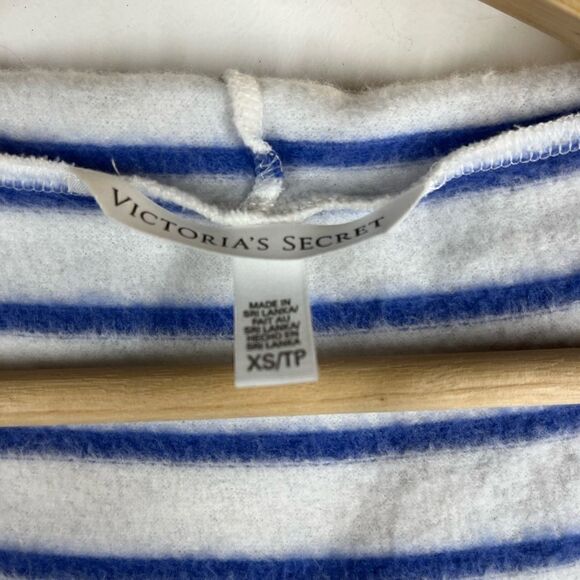 VICTORIA'S SECRET
MADE IN
SRI LANKA/
FAIT AU
SRI LANKA/
HECHO EN
SRI LANKA
XS/TP